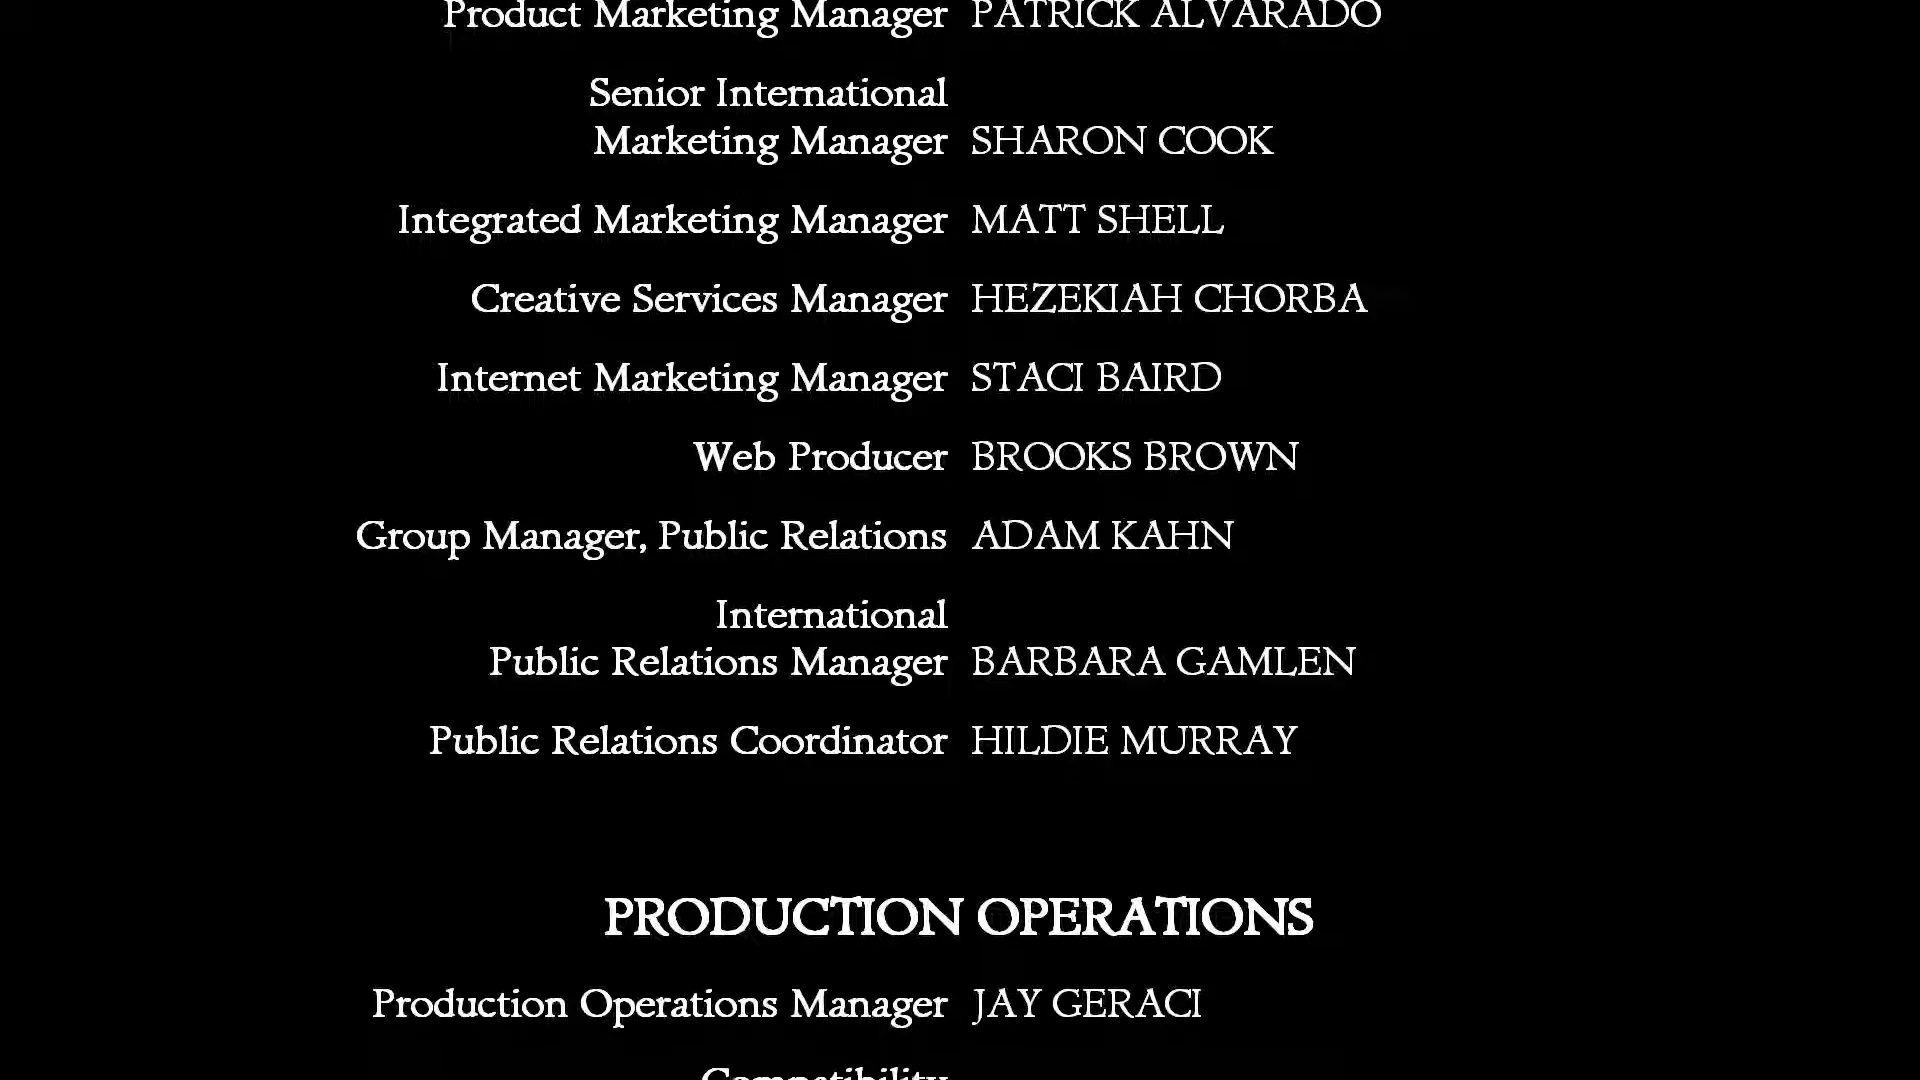 Product Marketing Manager PATRICK ALVARADO
Senior International
Marketing Manager SHARON COOK
Integrated Marketing Manager MATT SHELL
Creative Services Manager HEZEKIAH CHORBA
Internet Marketing Manager STACI BAIRD
Web Producer BROOKS BROWN
Group Manager, Public Relations ADAM KAHN
International
Public Relations Manager BARBARA GAMLEN
Public Relations Coordinator HILDIE MURRAY
PRODUCTION OPERATIONS
Production Operations Manager JAY GERACI
Compatibility